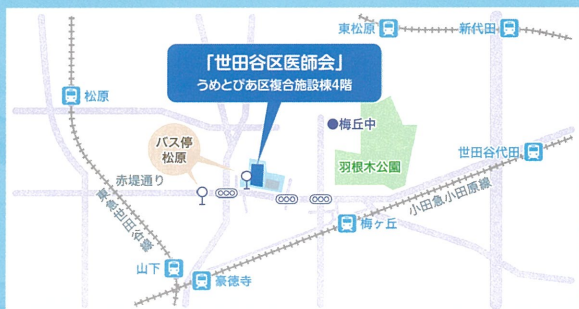 東松原
新代田
「世田谷区医師会」
うめとぴあ区複合施設棟4階
松原
梅丘中
バス停
松原
世田谷代田
羽根木公園
赤堤通り
小田急小田原線
東急世田谷線
梅ヶ丘
山下
豪徳寺